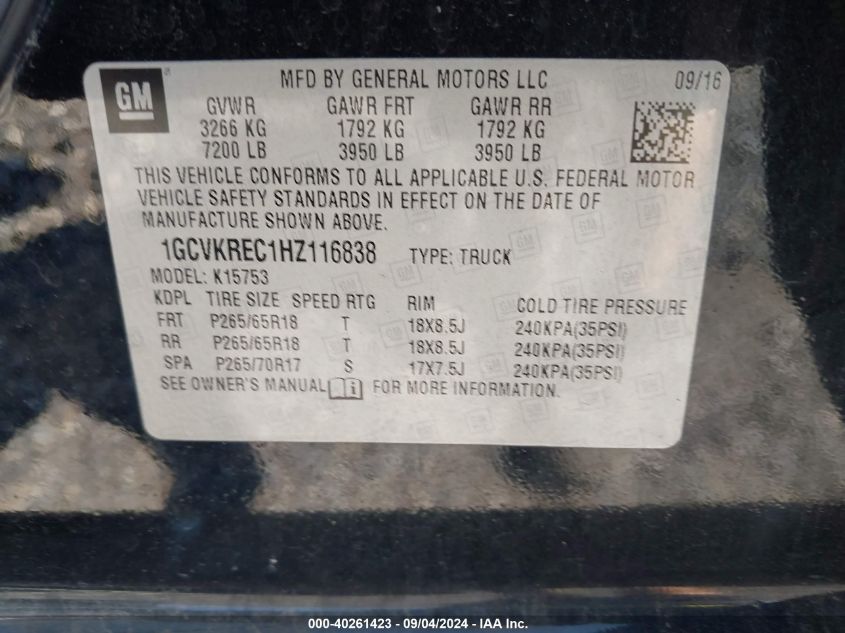 GM
MFD BY GENERAL MOTORS LLC 09/16
GVWR GAWR FRT GAWR RR
3266 KG 1792 KG 1792 KG
7200 LB 3950 LB 3950 LB
THIS VEHICLE CONFORMS TO ALL APPLICABLE U.S. FEDERAL MOTOR
VEHICLE SAFETY STANDARDS IN EFFECT ON THE DATE OF
MANUFACTURE SHOWN ABOVE.
1GCVKREC1HZ116838 TYPE: TRUCK
MODEL: K15753
KDPL TIRE SIZE SPEED RTG RIM COLD TIRE PRESSURE
FRT P265/65R18 T 18X8.5J 240KPA(35PSI)
RR P265/65R18 T 18X8.5J 240KPA(35PSI)
SPA P265/70R17 S 17X7.5J 240KPA(35PSI)
SEE OWNER'S MANUAL FOR MORE INFORMATION.
000-40261423 - 09/04/2024 - IAA Inc.